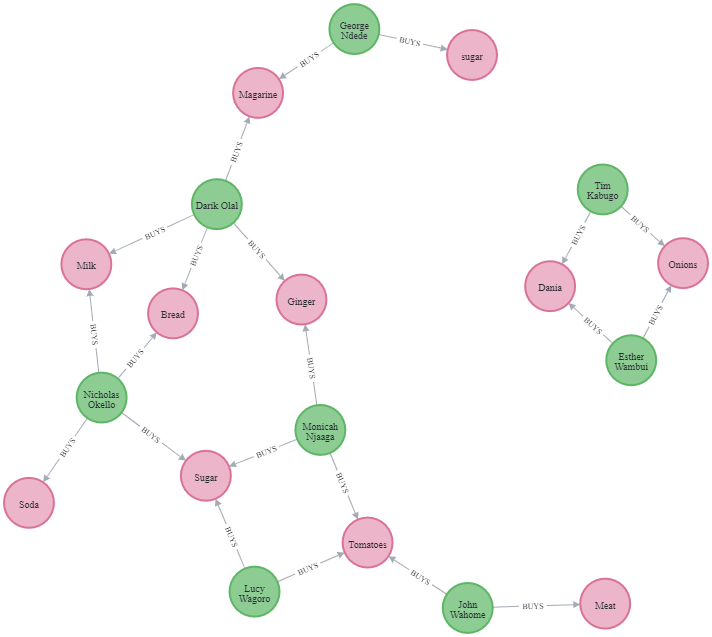 George
Ndede
BUYS
sugar
BUYS
Magarine
BUYS
Darik Olal
BUYS
BUYS
BUYS
Milk
Bread
Ginger
Tim
Kabugo
BUYS
BUYS
Dania
Onions
BUYS
BUYS
Esther
Wambui
BUYS
BUYS
BUYS
Nicholas
Okello
Monicah
Njaaga
BUYS
BUYS
BUYS
BUYS
Soda
Sugar
Tomatoes
BUYS
BUYS
BUYS
Lucy
Wagoro
John
Wahome
BUYS
Meat